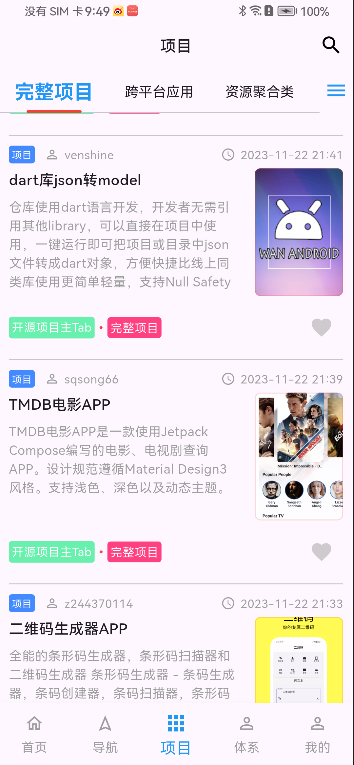 没有 SIM 卡 9:49 100%
项目
完整项目 跨平台应用 资源聚合类
项目 venshine 2023-11-22 21:41
dart库json转model
仓库使用dart语言开发，开发者无需引
用其他library，可以直接在项目中使
用，一键运行即可把项目或目录中json
文件转成dart对象，方便快捷比线上同
类库使用更简单轻量，支持Null Safety
WAN ANDROID
开源项目主Tab • 完整项目
项目 sqsong66 2023-11-22 21:39
TMDB电影APP
TMDB电影APP是一款使用Jetpack
Compose编写的电影、电视剧查询
APP。设计规范遵循Material Design3
风格。支持浅色、深色以及动态主题。
Popular People
Popular TV
开源项目主Tab • 完整项目
项目 z244370114 2023-11-22 21:33
二维码生成器APP
全能的条形码生成器，条形码扫描器和
二维码生成器 条形码生成器 - 条码生成
器，条码创建器，条码扫描器，条形码
二维码
首页 导航 项目 体系 我的